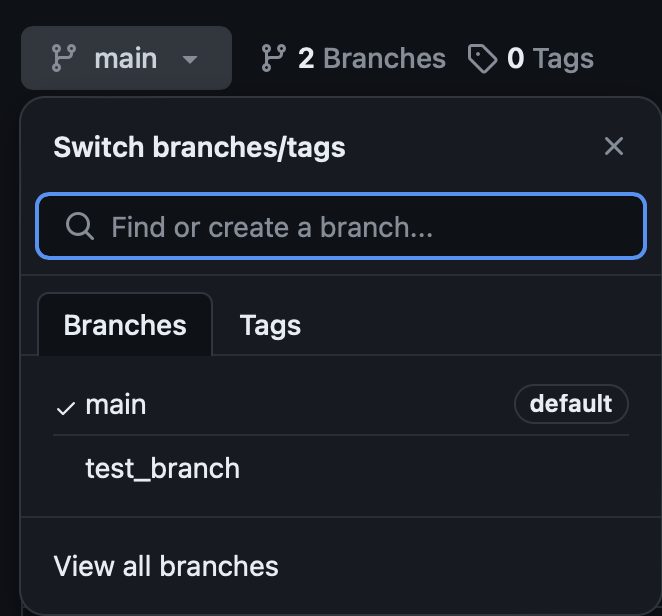 main 2 Branches 0 Tags
Switch branches/tags
Find or create a branch...
Branches Tags
main default
test_branch
View all branches